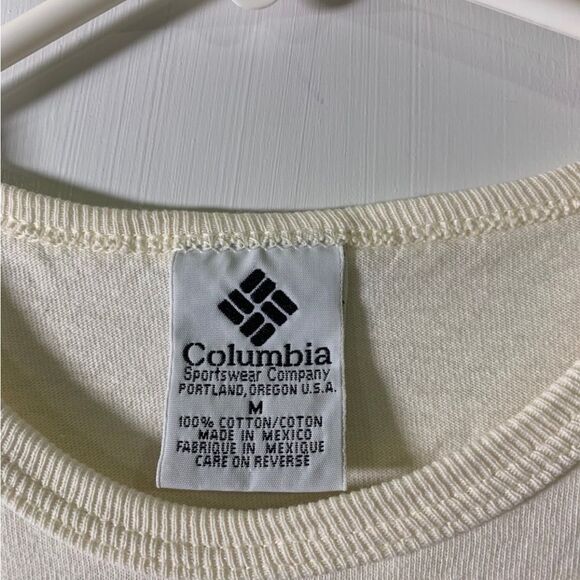 Columbia
Sportswear Company
PORTLAND, OREGON U.S.A.
M
100% COTTON/COTON
MADE IN MEXICO
FABRIQUE IN MEXIQUE
CARE ON REVERSE